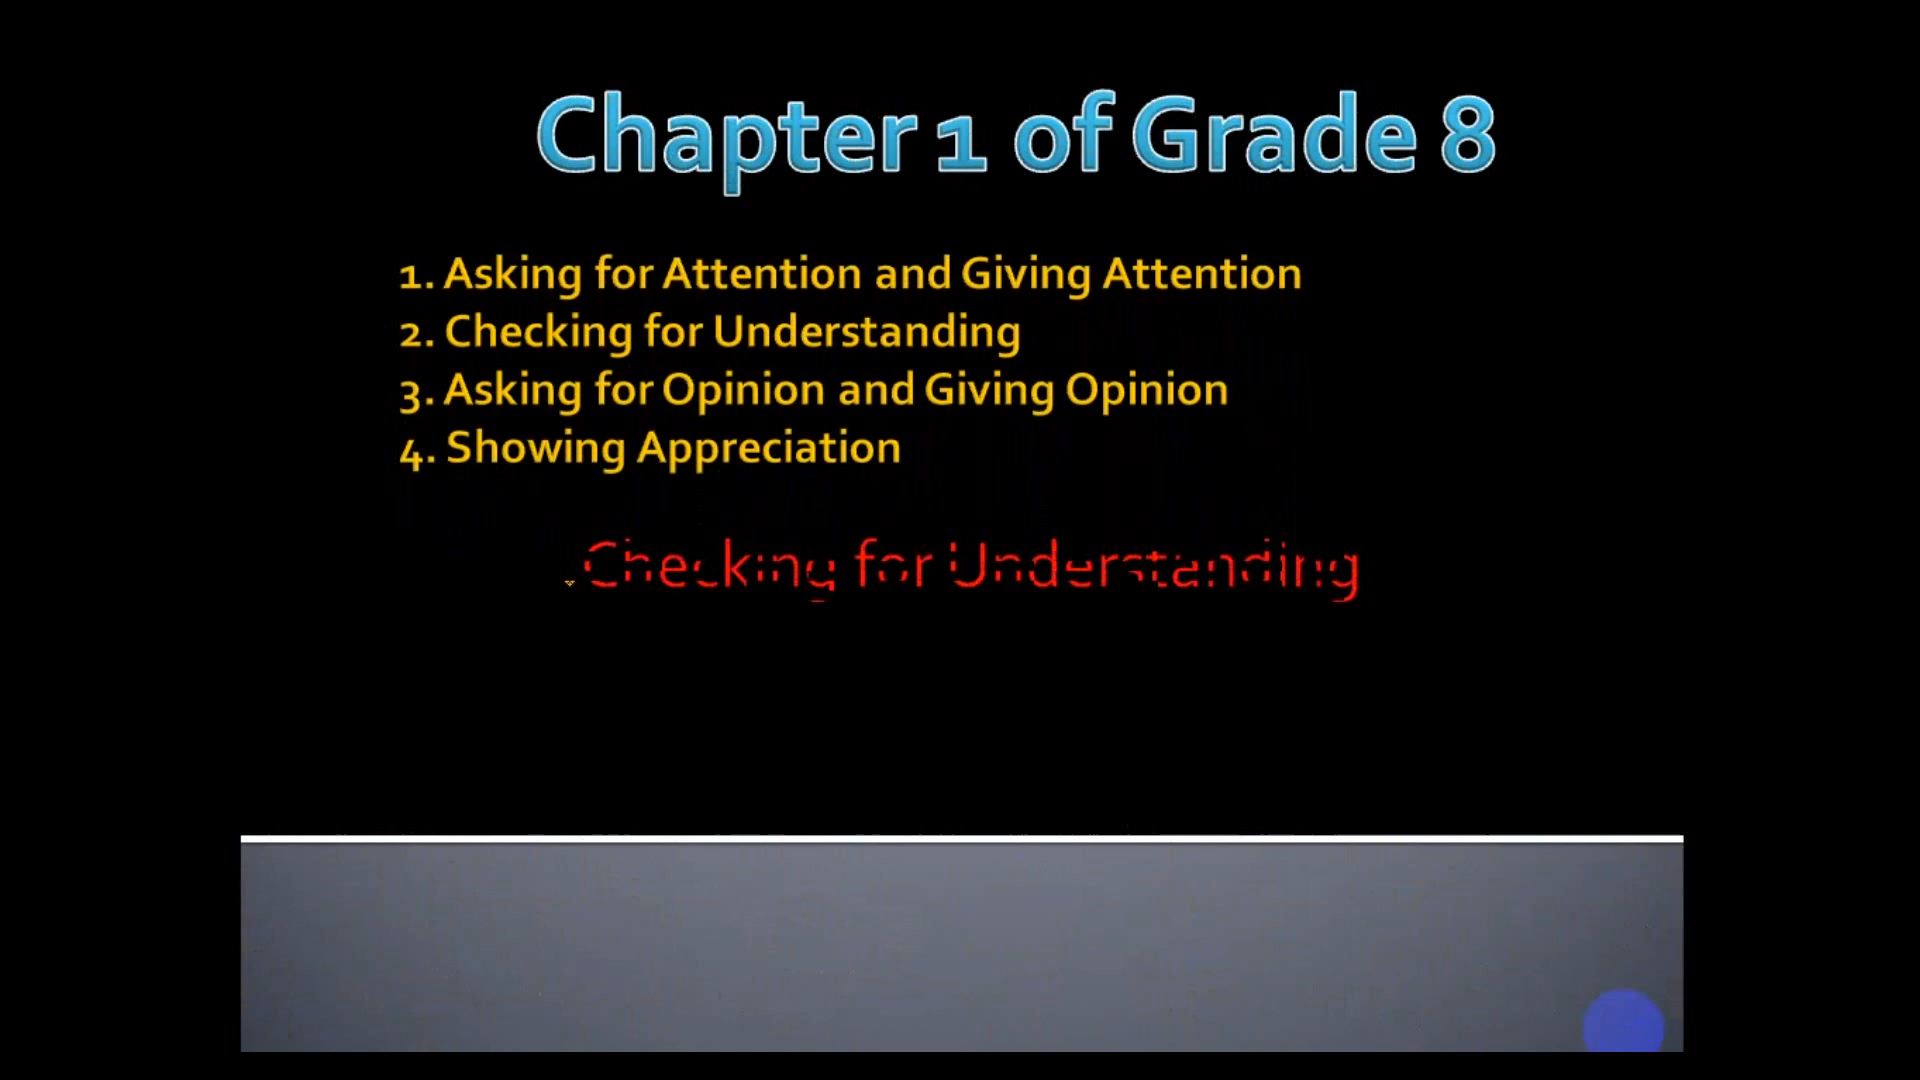 Chapter 1 of Grade 8
1. Asking for Attention and Giving Attention
2. Checking for Understanding
3. Asking for Opinion and Giving Opinion
4. Showing Appreciation
Checking for Understanding